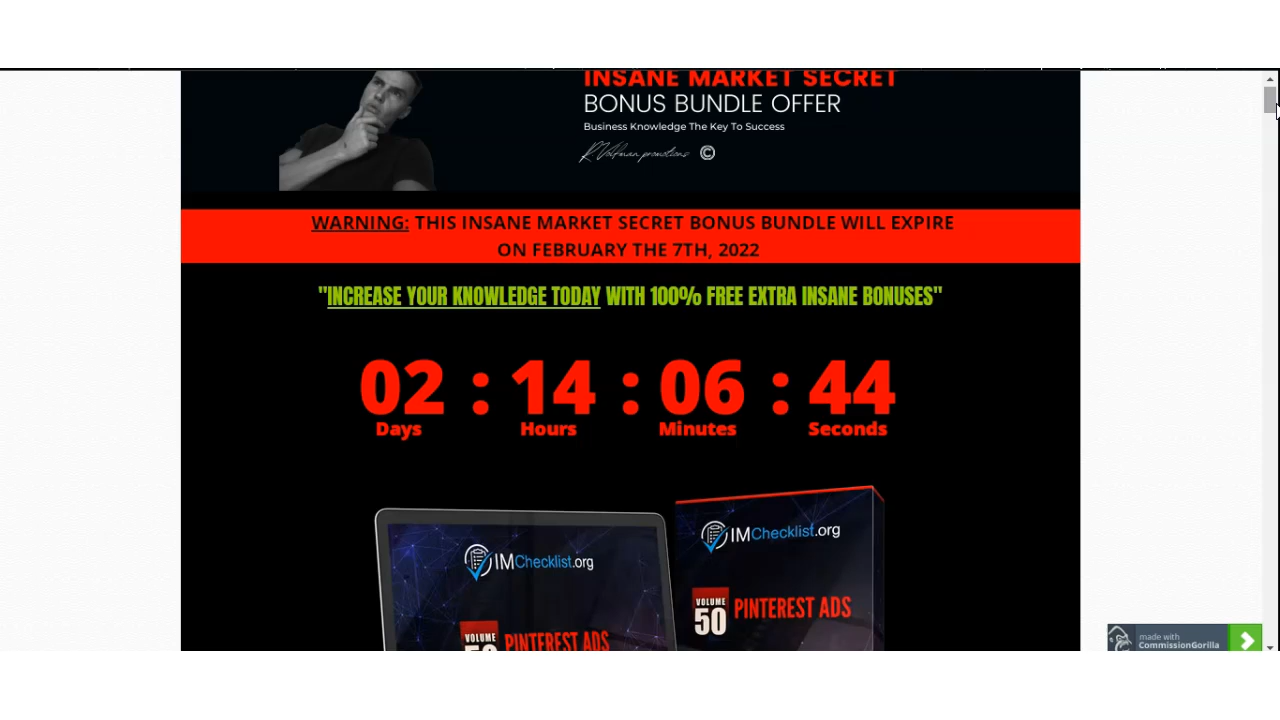 INSANE MARKET SECRET
BONUS BUNDLE OFFER
Business Knowledge The Key To Success
©
WARNING: THIS INSANE MARKET SECRET BONUS BUNDLE WILL EXPIRE
ON FEBRUARY THE 7TH, 2022
"INCREASE YOUR KNOWLEDGE TODAY WITH 100% FREE EXTRA INSANE BONUSES"
02 : 14 : 06 : 44
Days Hours Minutes Seconds
IMChecklist.org
VOLUME
50 PINTEREST ADS
IMChecklist.org
VOLUME
PINTEREST ADS
made with
CommissionGorilla